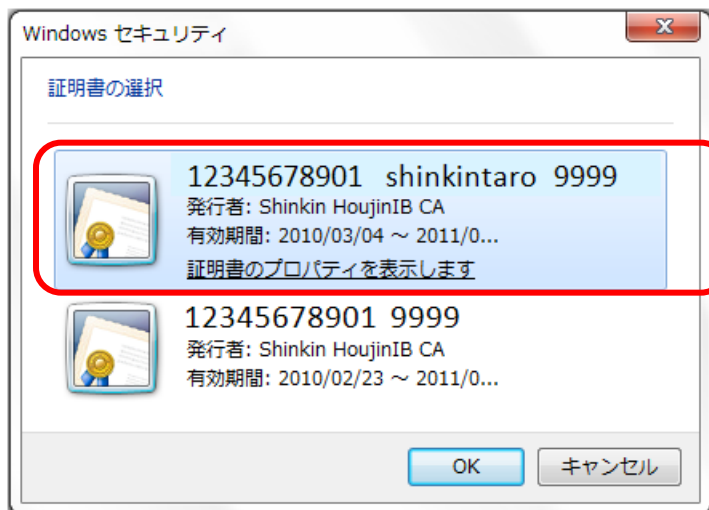 Windows セキュリティ
証明書の選択
12345678901 shinkintaro 9999
発行者: Shinkin HoujinIB CA
有効期間: 2010/03/04 ～ 2011/0...
証明書のプロパティを表示します
12345678901 9999
発行者: Shinkin HoujinIB CA
有効期間: 2010/02/23 ～ 2011/0...
OK
キャンセル